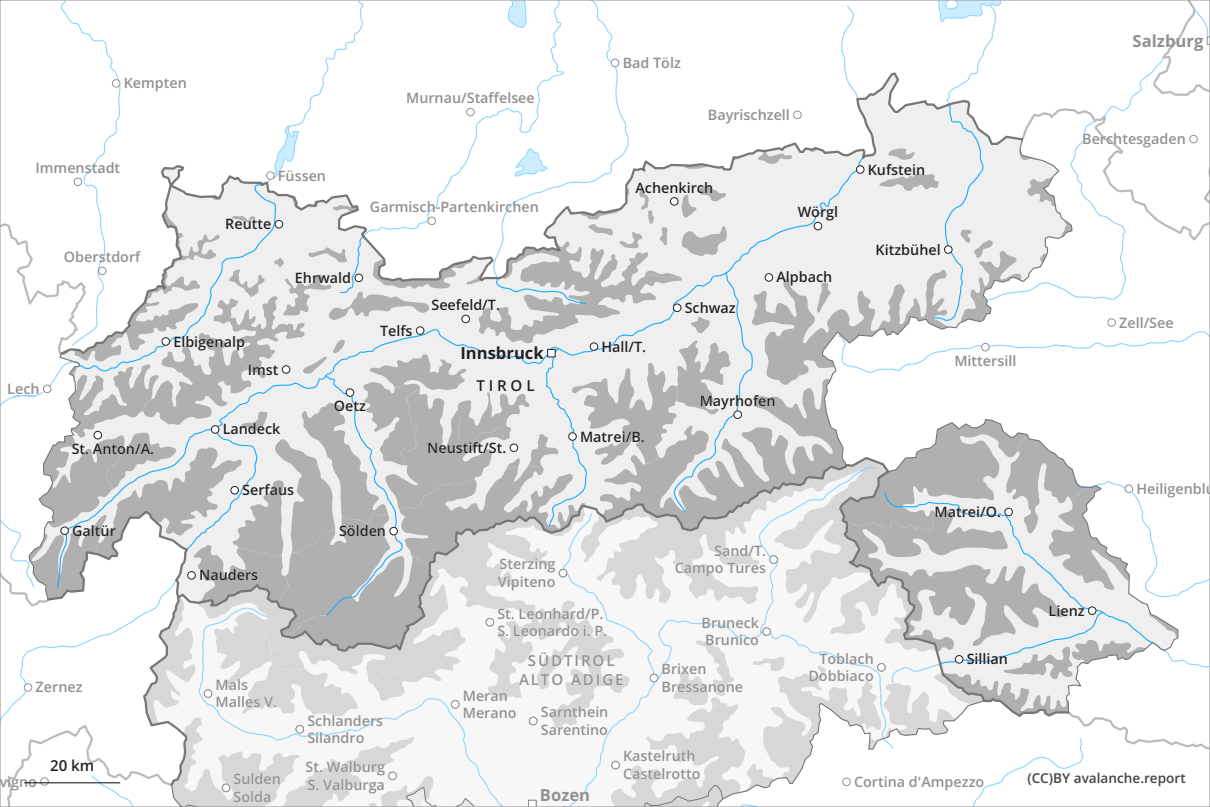 Salzburg
Bad Tölz
Kempten
Murnau/Staffelsee
Bayrischzell
Berchtesgaden
Immenstadt
Füssen
Kufstein
Achenkirch
Garmisch-Partenkirchen
Wörgl
Reutte
Kitzbühel
Oberstdorf
Ehrwald
Alpbach
Seefeld/T.
Schwaz
Zell/See
Telfs
Elbigenalp
Hall/T.
Innsbruck
Mittersill
Imst
TIROL
Lech
Oetz
Mayrhofen
Landeck
Matrei/B.
St. Anton/A.
Neustift/St.
Serfaus
Heiligenblu
Matrei/O.
Galtür
Sölden
Sand/T.
Campo Tures
Sterzing
Vipiteno
Nauders
Lienz
St. Leonhard/P.
S. Leonardo i. P.
Bruneck
Brunico
Sillian
SÜDTIROL
ALTO ADIGE
Toblach
Dobbiaco
Brixen
Bressanone
Zernez
Mals
Malles V.
Meran
Merano
Sarnthein
Sarentino
Schlanders
Silandro
Kastelruth
Castelrotto
20 km
St. Walburg
S. Valburga
vigno
Sulden
Solda
Cortina d'Ampezzo
(CC)BY avalanche.report
Bozen